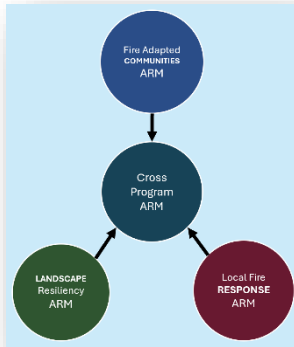 Fire Adapted
COMMUNITIES
ARM
Cross
Program
ARM
LANDSCAPE
Resiliency
ARM
Local Fire
RESPONSE
ARM